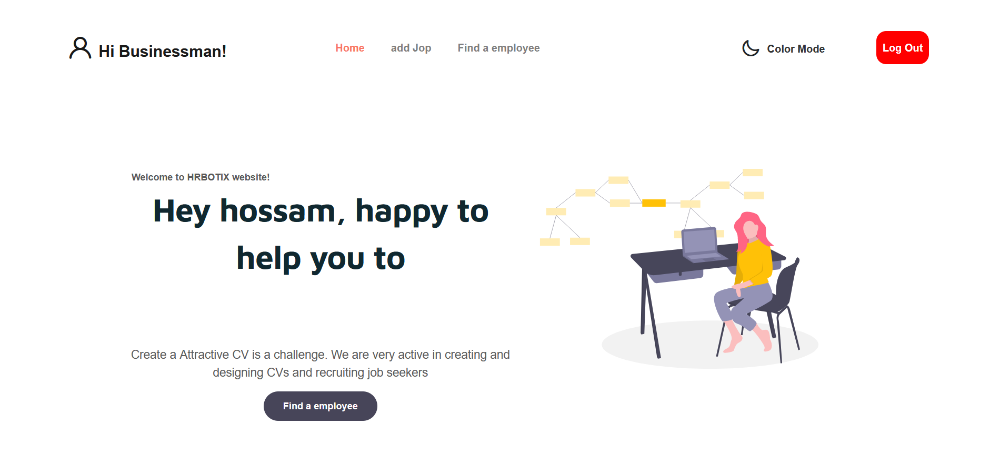 Hi Businessman!
Home
add Jop
Find a employee
Color Mode
Log Out
Welcome to HRBOTIX website!
Hey hossam, happy to
help you to
Create a Attractive CV is a challenge. We are very active in creating and
designing CVs and recruiting job seekers
Find a employee